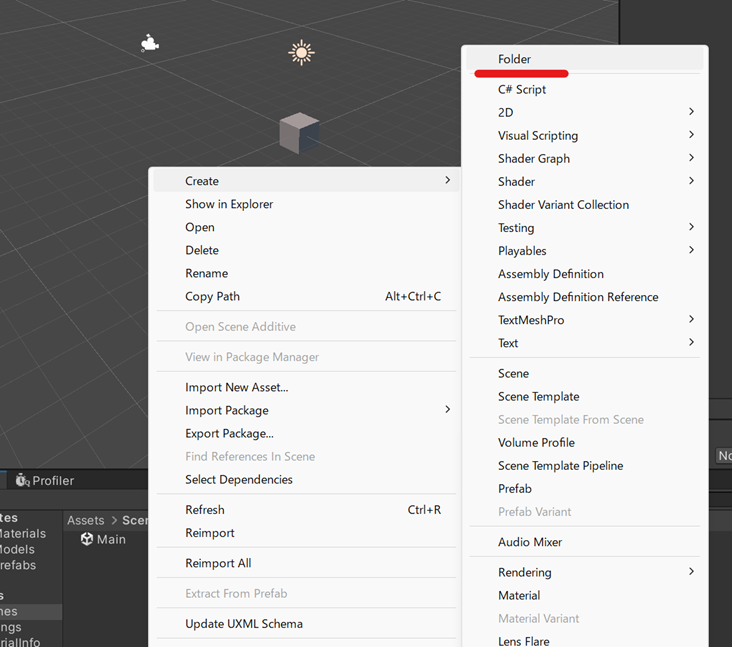 Create
Show in Explorer
Open
Delete
Rename
Copy Path Alt+Ctrl+C
Open Scene Additive
View in Package Manager
Import New Asset...
Import Package
Export Package...
Find References In Scene
Select Dependencies
Refresh Ctrl+R
Reimport
Reimport All
Extract From Prefab
Update UXML Schema
Folder
C# Script
2D
Visual Scripting
Shader Graph
Shader
Shader Variant Collection
Testing
Playables
Assembly Definition
Assembly Definition Reference
TextMeshPro
Text
Scene
Scene Template
Scene Template From Scene
Volume Profile
Scene Template Pipeline
Prefab
Prefab Variant
Audio Mixer
Rendering
Material
Material Variant
Lens Flare
Profiler
Assets > Scen
Main
tes
laterials
lodels
refabs
s
nes
ngs
rialInfo
No